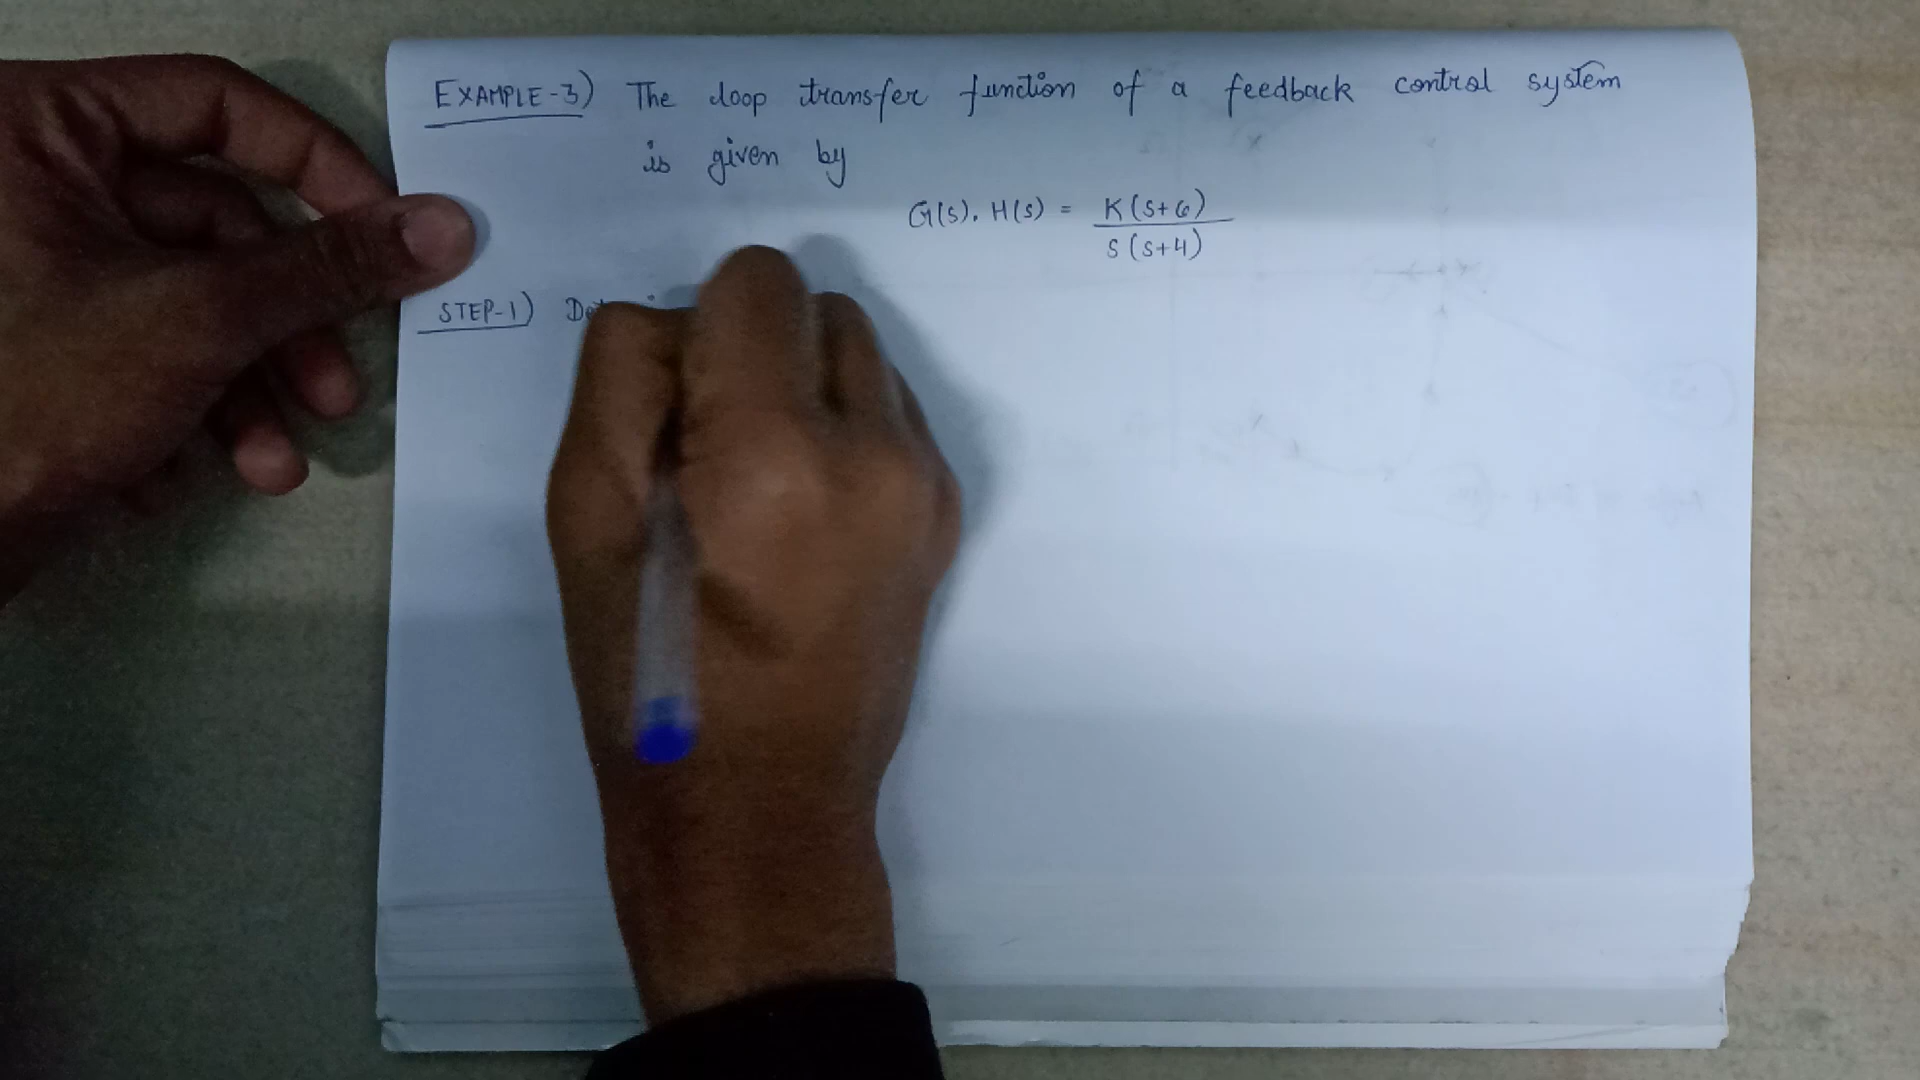 EXAMPLE-3) The loop transfer function of a feedback control system
is given by
G(s). H(s) = K(s+6)
s(s+4)
STEP-1)